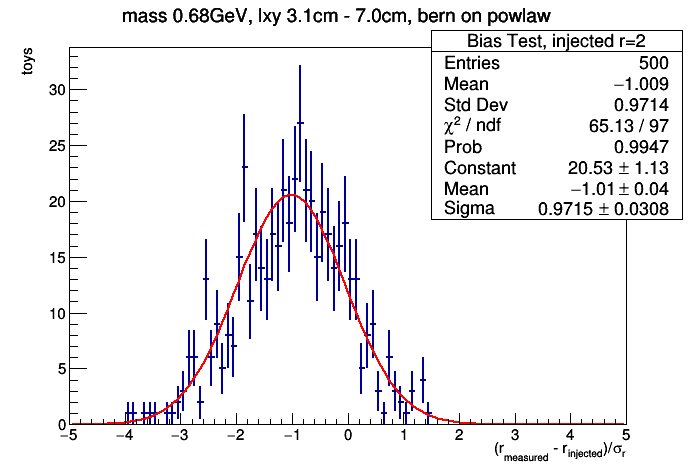 mass 0.68GeV, lxy 3.1cm - 7.0cm, bern on powlaw
Bias Test, injected r=2
Entries 500
Mean −1.009
Std Dev 0.9714
χ² / ndf 65.13 / 97
Prob 0.9947
Constant 20.53 ± 1.13
Mean −1.01 ± 0.04
Sigma 0.9715 ± 0.0308
toys
30
25
20
15
10
5
0
−5 −4 −3 −2 −1 0 1 2 3 4 5
(r_measured - r_injected)/σ_r